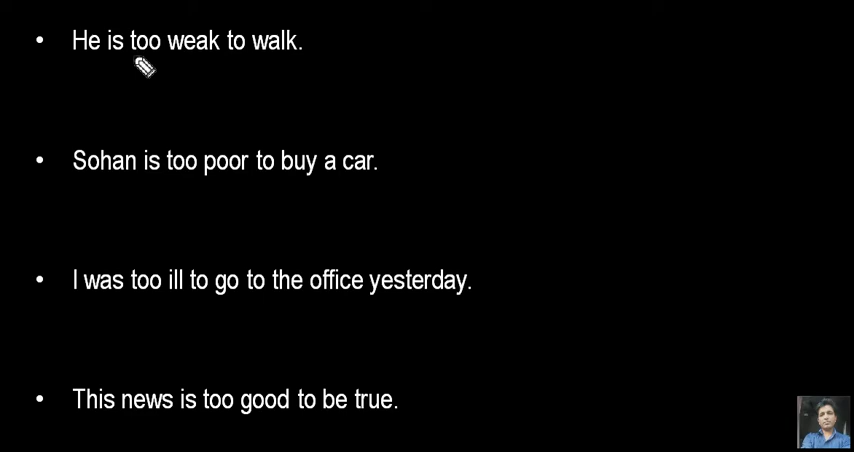 • He is too weak to walk.
• Sohan is too poor to buy a car.
• I was too ill to go to the office yesterday.
• This news is too good to be true.